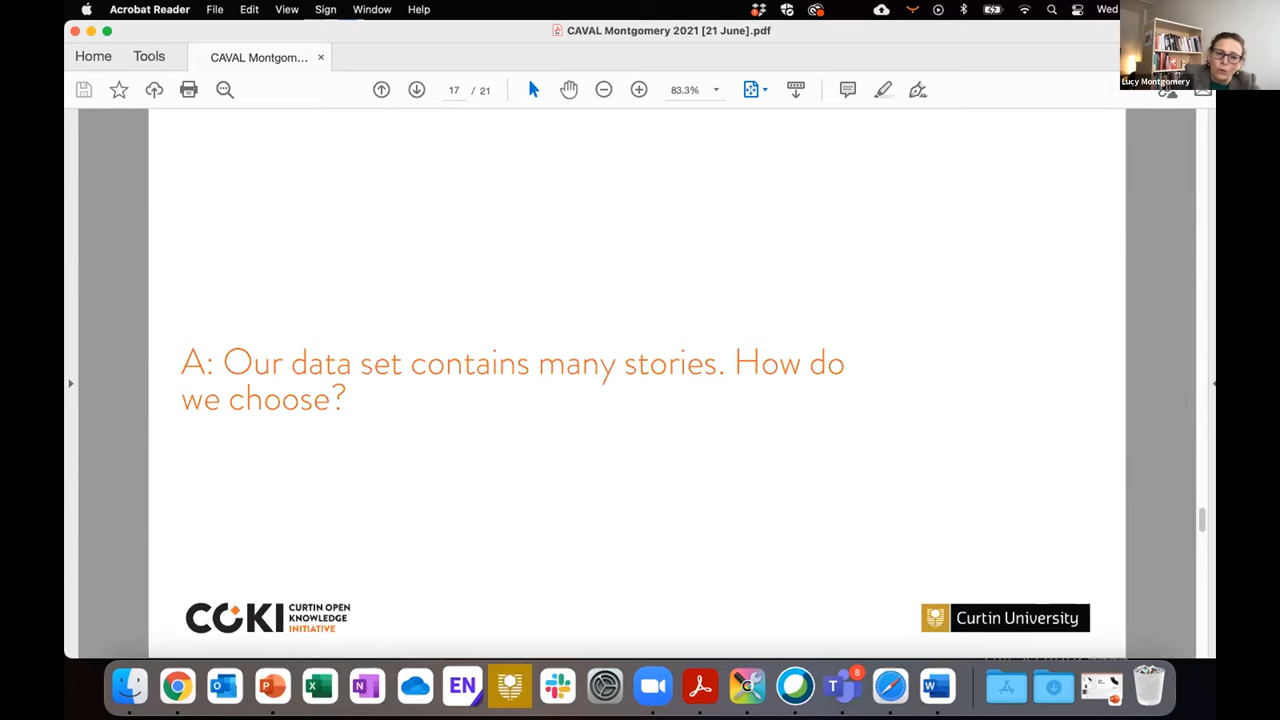 Acrobat Reader File Edit View Sign Window Help Wed
CAVAL Montgomery 2021 [21 June].pdf
Lucy Montgomery
Home Tools CAVAL Montgom... ×
17 / 21 83.3%
A: Our data set contains many stories. How do
we choose?
COKI CURTIN OPEN
KNOWLEDGE
INITIATIVE
Curtin University
EN
8